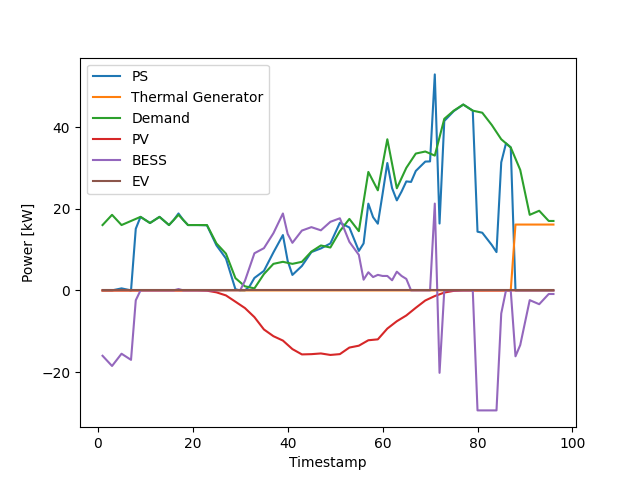 PS
Thermal Generator
Demand
PV
BESS
EV
Power [kW]
40
20
0
−20
0 20 40 60 80 100
Timestamp